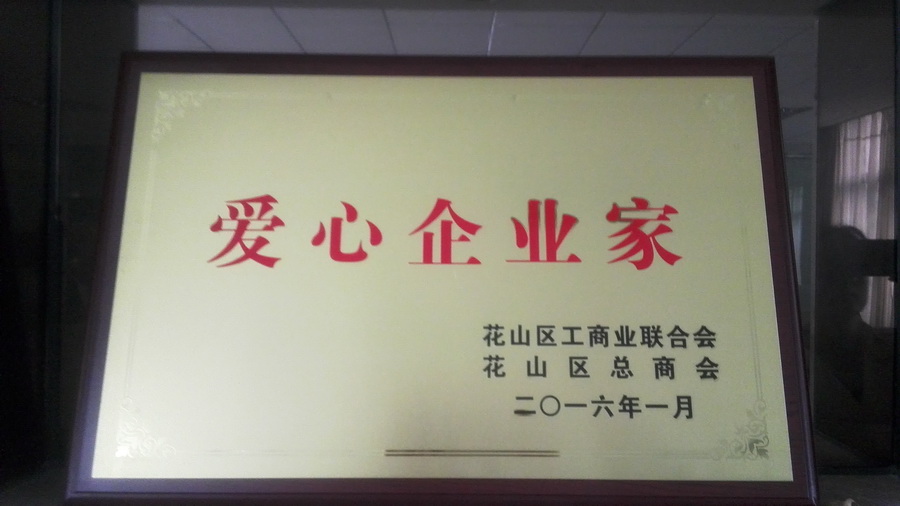 爱心企业家
花山区工商业联合会
花山区总商会
二〇一六年一月